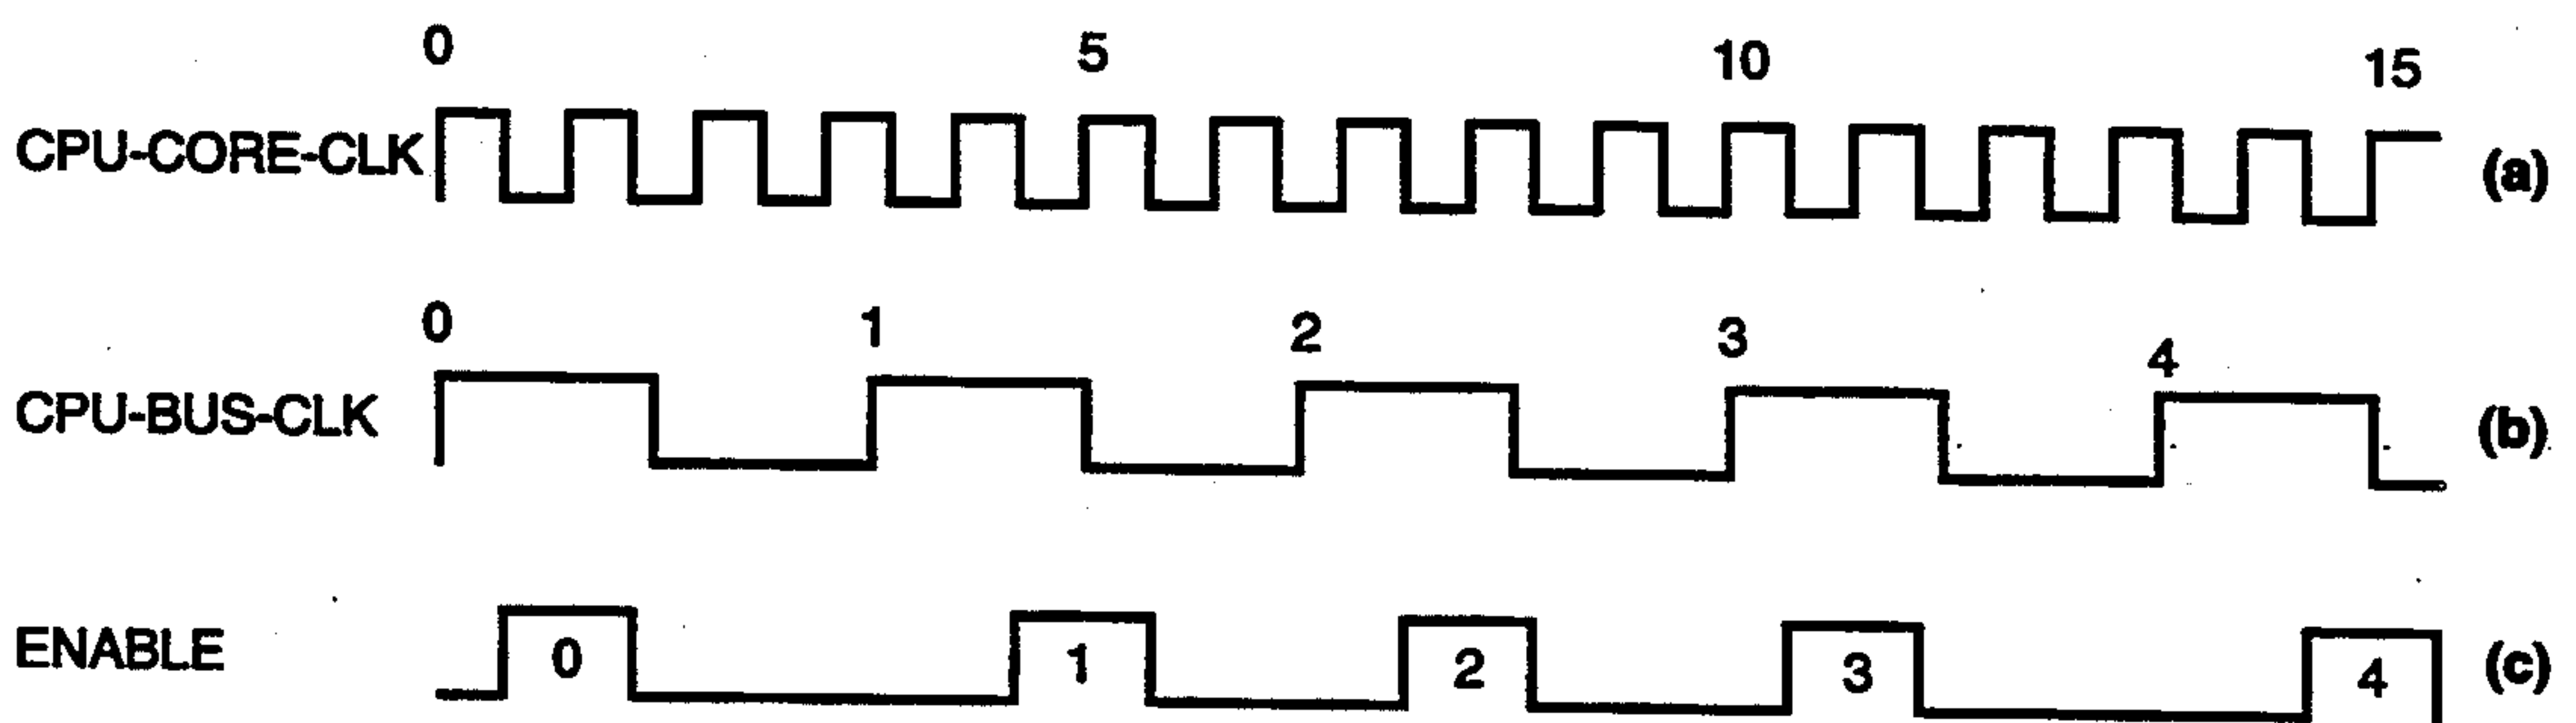 0 5 10 15
CPU-CORE-CLK (a)
0 1 2 3 4
CPU-BUS-CLK (b)
ENABLE 0 1 2 3 4 (c)